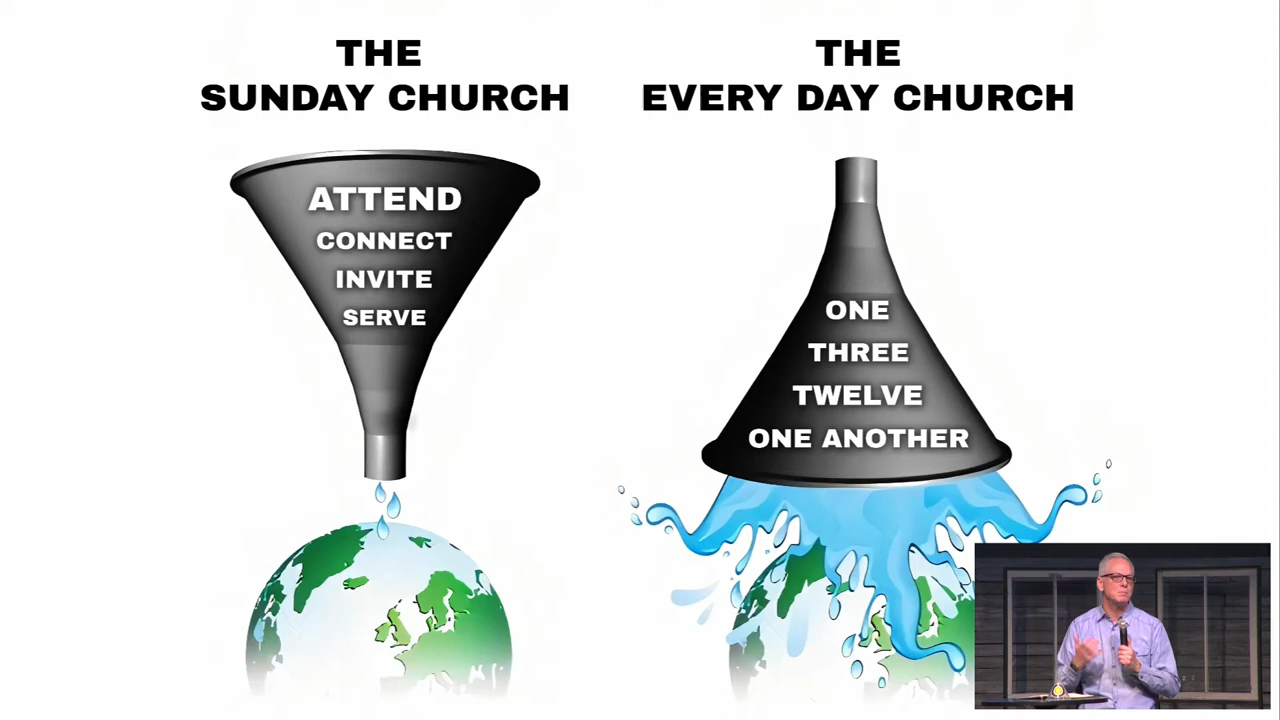 THE
SUNDAY CHURCH
ATTEND
CONNECT
INVITE
SERVE
THE
EVERY DAY CHURCH
ONE
THREE
TWELVE
ONE ANOTHER